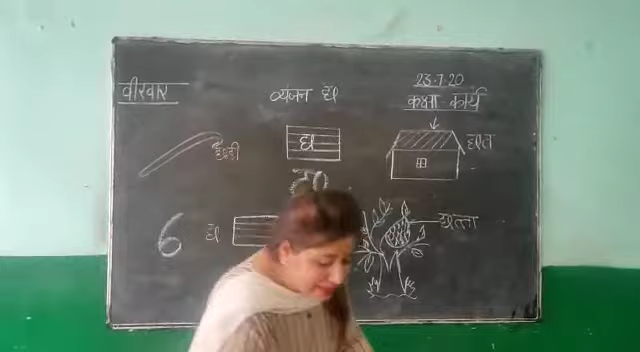 23.7.20
वीरवार
व्यंजन छ
कक्षा-कार्य
छ
छत
छड़ी
छत्ता
6
छ